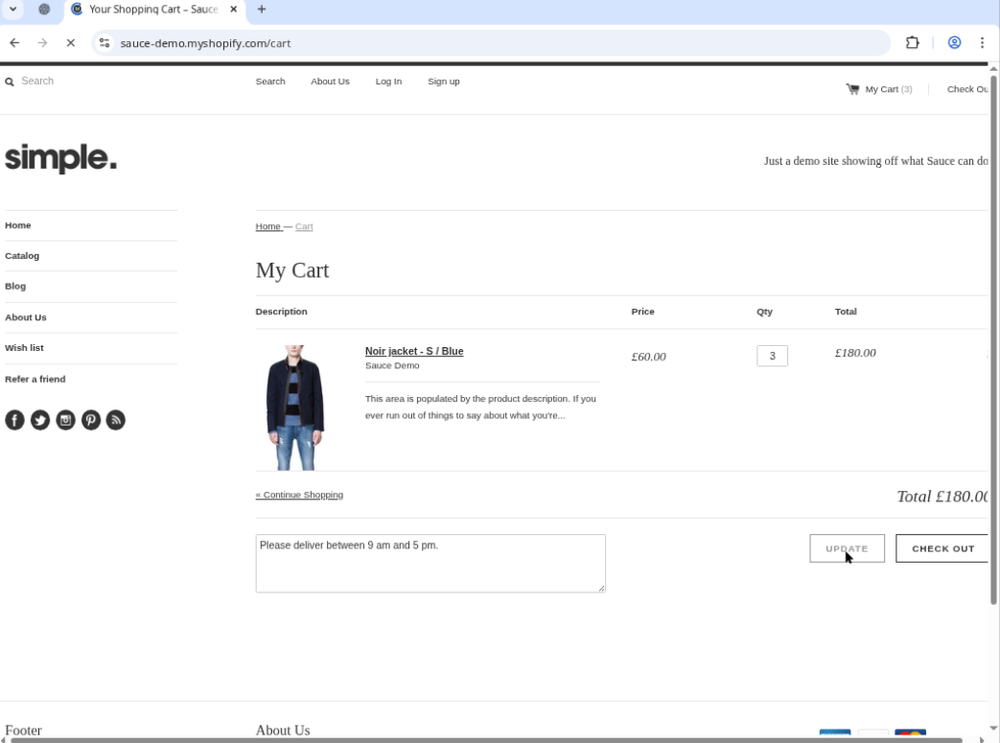 Your Shopping Cart – Sauce
sauce-demo.myshopify.com/cart
Search
Search About Us Log In Sign up
My Cart (3) Check Ou
simple.
Just a demo site showing off what Sauce can do
Home
Catalog
Blog
About Us
Wish list
Refer a friend
Home — Cart
My Cart
Description Price Qty Total
Noir jacket - S / Blue
Sauce Demo
£60.00 3 £180.00
This area is populated by the product description. If you
ever run out of things to say about what you're...
« Continue Shopping
Total £180.00
Please deliver between 9 am and 5 pm.
UPDATE CHECK OUT
Footer
About Us